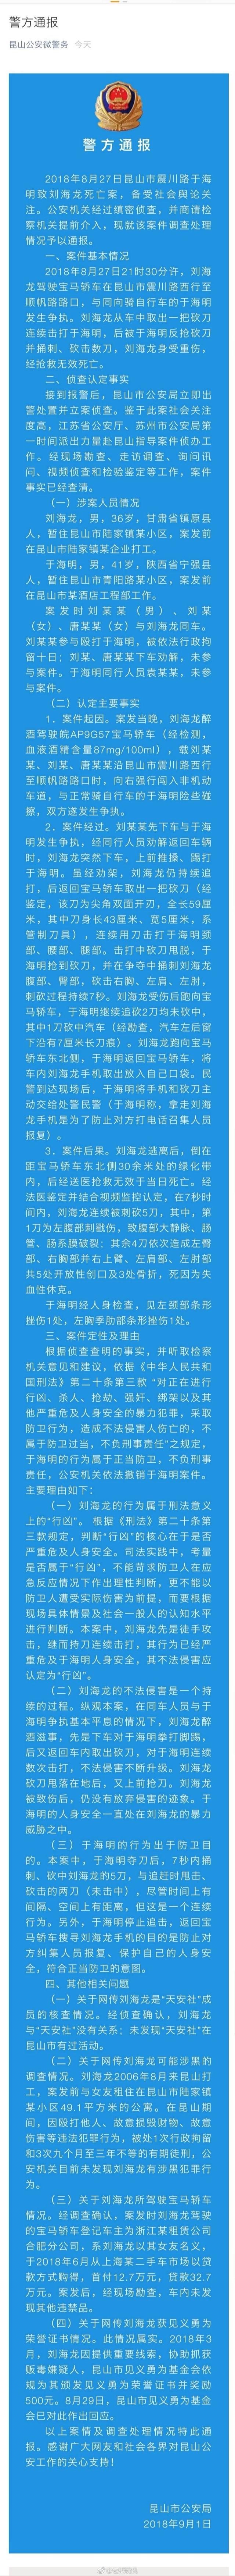 警方通报
昆山公安微警务 今天
警方通报
2018年8月27日昆山市震川路于海
明致刘海龙死亡案，备受社会舆论关
注。公安机关经过缜密侦查，并商请检
察机关提前介入，现就该案件调查处理
情况予以通报。
一、案件基本情况
2018年8月27日21时30分许，刘海
龙驾驶宝马轿车在昆山市震川路西行至
顺帆路路口，与同向骑自行车的于海明
发生争执。刘海龙从车中取出一把砍刀
连续击打于海明，后被于海明反抢砍刀
并捅刺、砍击数刀，刘海龙身受重伤，
经抢救无效死亡。
二、侦查认定事实
接到报警后，昆山市公安局立即出
警处置并立案侦查。鉴于此案社会关注
度高，江苏省公安厅、苏州市公安局第
一时间派出力量赴昆山指导案件侦办工
作。经现场勘查、走访调查、询问讯
问、视频侦查和检验鉴定等工作，案件
事实已经查清。
（一）涉案人员情况
刘海龙，男，36岁，甘肃省镇原县
人，暂住昆山市陆家镇某小区，案发前
在昆山市陆家镇某企业打工。
于海明，男，41岁，陕西省宁强县
人，暂住昆山市青阳路某小区，案发前
在昆山市某酒店工程部工作。
案发时刘某某（男）、刘某
（女）、唐某某（女）与刘海龙同车。
刘某某参与殴打于海明，被依法行政拘
留十日；刘某、唐某某下车劝解，未参
与案件。于海明同行人员袁某某，未参
与案件。
（二）认定主要事实
1．案件起因。案发当晚，刘海龙醉
酒驾驶皖AP9G57宝马轿车（经检测，
血液酒精含量87mg/100ml），载刘某
某、刘某、唐某某沿昆山市震川路西行
至顺帆路路口时，向右强行闯入非机动
车道，与正常骑自行车的于海明险些碰
擦，双方遂发生争执。
2．案件经过。刘某某先下车与于海
明发生争执，经同行人员劝解返回车辆
时，刘海龙突然下车，上前推搡、踢打
于海明。虽经劝架，刘海龙仍持续追
打，后返回宝马轿车取出一把砍刀（经
鉴定，该刀为尖角双面开刃，全长59厘
米，其中刀身长43厘米、宽5厘米，系
管制刀具），连续用刀击打于海明颈
部、腰部、腿部。击打中砍刀甩脱，于
海明抢到砍刀，并在争夺中捅刺刘海龙
腹部、臀部，砍击右胸、左肩、左肘，
刺砍过程持续7秒。刘海龙受伤后跑向宝
马轿车，于海明继续追砍2刀均未砍中，
其中1刀砍中汽车（经勘查，汽车左后窗
下沿有7厘米长刀痕）。刘海龙跑向宝马
轿车东北侧，于海明返回宝马轿车，将
车内刘海龙手机取出放入自己口袋。民
警到达现场后，于海明将手机和砍刀主
动交给处警民警（于海明称，拿走刘海
龙手机是为了防止对方打电话召集人员
报复）。
3．案件后果。刘海龙逃离后，倒在
距宝马轿车东北侧30余米处的绿化带
内，后经送医抢救无效于当日死亡。经
法医鉴定并结合视频监控认定，在7秒时
间内，刘海龙连续被刺砍5刀，其中，第
1刀为左腹部刺戳伤，致腹部大静脉、肠
管、肠系膜破裂；其余4刀依次造成左臀
部、右胸部并右上臂、左肩部、左肘部
共5处开放性创口及3处骨折，死因为失
血性休克。
于海明经人身检查，见左颈部条形
挫伤1处，左胸季肋部条形挫伤1处。
三、案件定性及理由
根据侦查查明的事实，并听取检察
机关意见和建议，依据《中华人民共和
国刑法》第二十条第三款“对正在进行
行凶、杀人、抢劫、强奸、绑架以及其
他严重危及人身安全的暴力犯罪，采取
防卫行为，造成不法侵害人伤亡的，不
属于防卫过当，不负刑事责任”之规定，
于海明的行为属于正当防卫，不负刑事
责任，公安机关依法撤销于海明案件。
主要理由如下：
（一）刘海龙的行为属于刑法意义
上的“行凶”。根据《刑法》第二十条第
三款规定，判断“行凶”的核心在于是否
严重危及人身安全。司法实践中，考量
是否属于“行凶”，不能苛求防卫人在应
急反应情况下作出理性判断，更不能以
防卫人遭受实际伤害为前提，而要根据
现场具体情景及社会一般人的认知水平
进行判断。本案中，刘海龙先是徒手攻
击，继而持刀连续击打，其行为已经严
重危及于海明人身安全，其不法侵害应
认定为“行凶”。
（二）刘海龙的不法侵害是一个持
续的过程。纵观本案，在同车人员与于
海明争执基本平息的情况下，刘海龙醉
酒滋事，先是下车对于海明拳打脚踢，
后又返回车内取出砍刀，对于海明连续
数次击打，不法侵害不断升级。刘海龙
砍刀甩落在地后，又上前抢刀。刘海龙
被致伤后，仍没有放弃侵害的迹象。于
海明的人身安全一直处在刘海龙的暴力
威胁之中。
（三）于海明的行为出于防卫目
的。本案中，于海明夺刀后，7秒内捅
刺、砍中刘海龙的5刀，与追赶时甩击、
砍击的两刀（未击中），尽管时间上有
间隔、空间上有距离，但这是一个连续
行为。另外，于海明停止追击，返回宝
马轿车搜寻刘海龙手机的目的是防止对
方纠集人员报复、保护自己的人身安
全，符合正当防卫的意图。
四、其他相关问题
（一）关于网传刘海龙是“天安社”成
员的核查情况。经侦查确认，刘海龙
与“天安社”没有关系；未发现“天安社”在
昆山市有过活动。
（二）关于网传刘海龙可能涉黑的
调查情况。刘海龙2006年8月来昆山打
工，案发前与女友租住在昆山市陆家镇
某小区49.1平方米的公寓。在昆山期
间，因殴打他人、故意损毁财物、故意
伤害等违法犯罪行为，被处1次行政拘留
和3次九个月至三年不等的有期徒刑，公
安机关目前未发现刘海龙有涉黑犯罪行
为。
（三）关于刘海龙所驾驶宝马轿车
情况。经调查确认，案发时刘海龙驾驶
的宝马轿车登记车主为浙江某租赁公司
合肥分公司，系刘海龙以其女友名义，
于2018年6月从上海某二手车市场以贷
款方式购得，首付12.7万元，贷款32.7
万元。案发后，经现场勘查，车内未发
现其他违禁品。
（四）关于网传刘海龙获见义勇为
荣誉证书情况。此情况属实。2018年3
月，刘海龙因提供重要线索，协助抓获
贩毒嫌疑人，昆山市见义勇为基金会依
规为其颁发见义勇为荣誉证书并奖励
500元。8月29日，昆山市见义勇为基金
会已对此作出回应。
以上案情及调查处理情况特此通
报。感谢广大网友和社会各界对昆山公
安工作的关心支持！
昆山市公安局
2018年9月1日